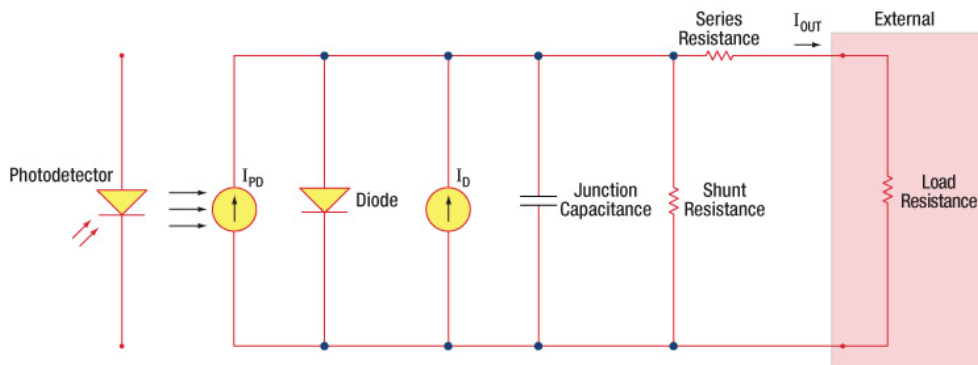 Series
Resistance
I_OUT
External
Photodetector
I_PD
Diode
I_D
Junction
Capacitance
Shunt
Resistance
Load
Resistance